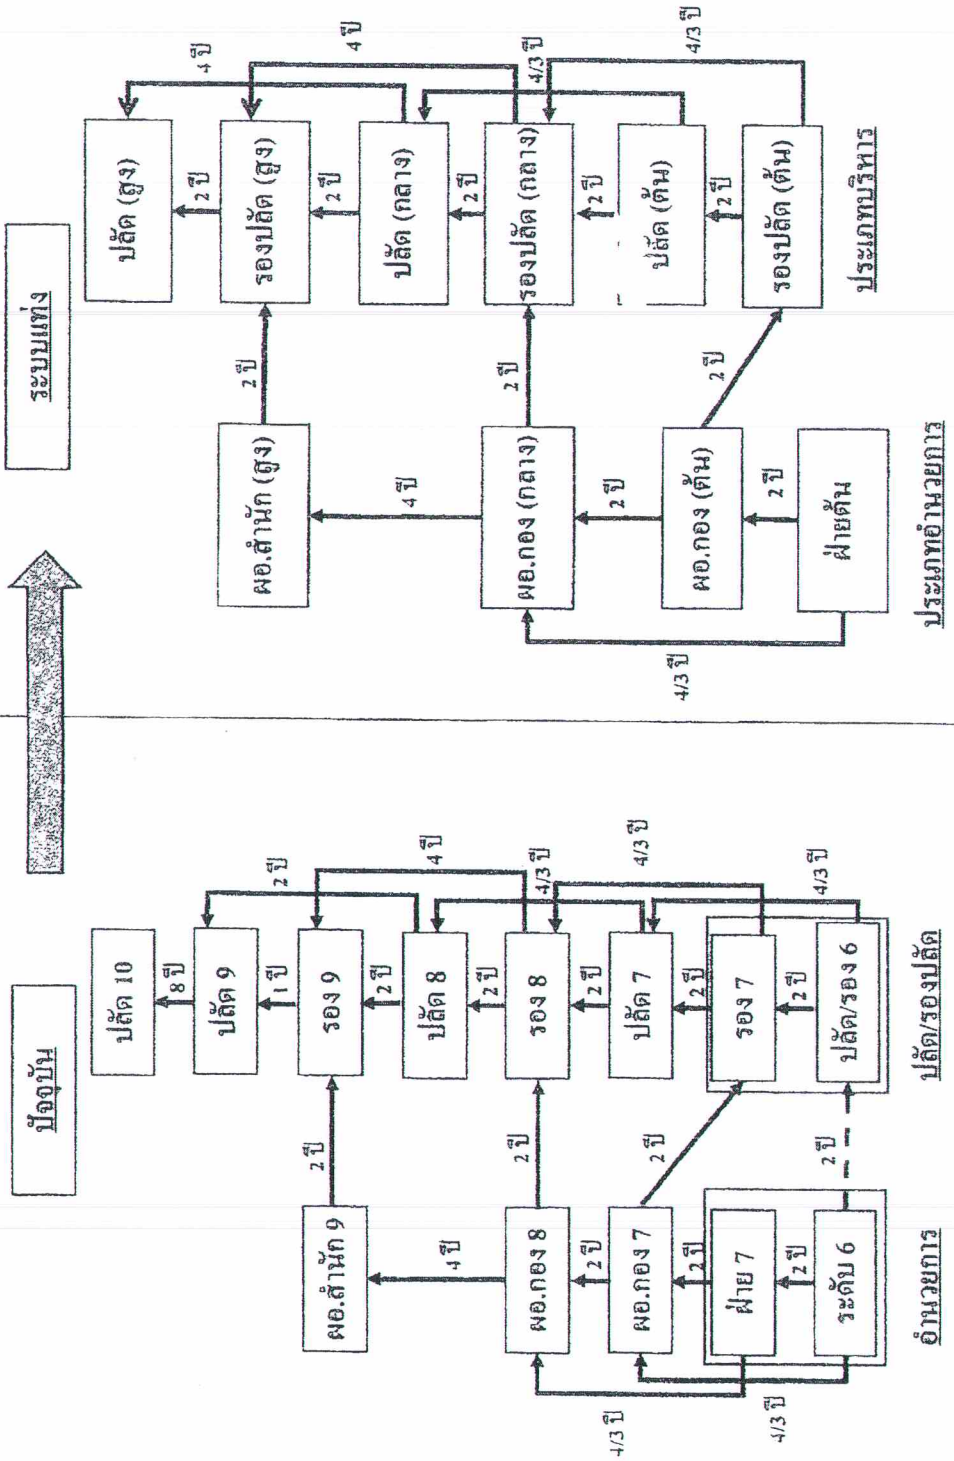 ปัจจุบัน
ปลัด 10
8 ปี
ปลัด 9
2 ปี
1 ปี
ผอ.สำนัก 9
2 ปี
รอง 9
4 ปี
2 ปี
4 ปี
ปลัด 8
4/3 ปี
2 ปี
ผอ.กอง 8
2 ปี
รอง 8
4/3 ปี
4/3 ปี
2 ปี
2 ปี
ผอ.กอง 7
2 ปี
ปลัด 7
2 ปี
2 ปี
ฝ่าย 7
รอง 7
4/3 ปี
4/3 ปี
2 ปี
2 ปี
ระดับ 6
2 ปี
ปลัด/รอง 6
อำนวยการ
ปลัด/รองปลัด
ระบบแท่ง
ปลัด (สูง)
4 ปี
2 ปี
ผอ.สำนัก (สูง)
2 ปี
รองปลัด (สูง)
4 ปี
2 ปี
4 ปี
ปลัด (กลาง)
2 ปี
ผอ.กอง (กลาง)
2 ปี
รองปลัด (กลาง)
4/3 ปี
2 ปี
2 ปี
ผอ.กอง (ต้น)
ปลัด (ต้น)
4/3 ปี
4/3 ปี
2 ปี
2 ปี
2 ปี
ฝ่ายต้น
รองปลัด (ต้น)
ประเภทอำนวยการ
ประเภทบริหาร